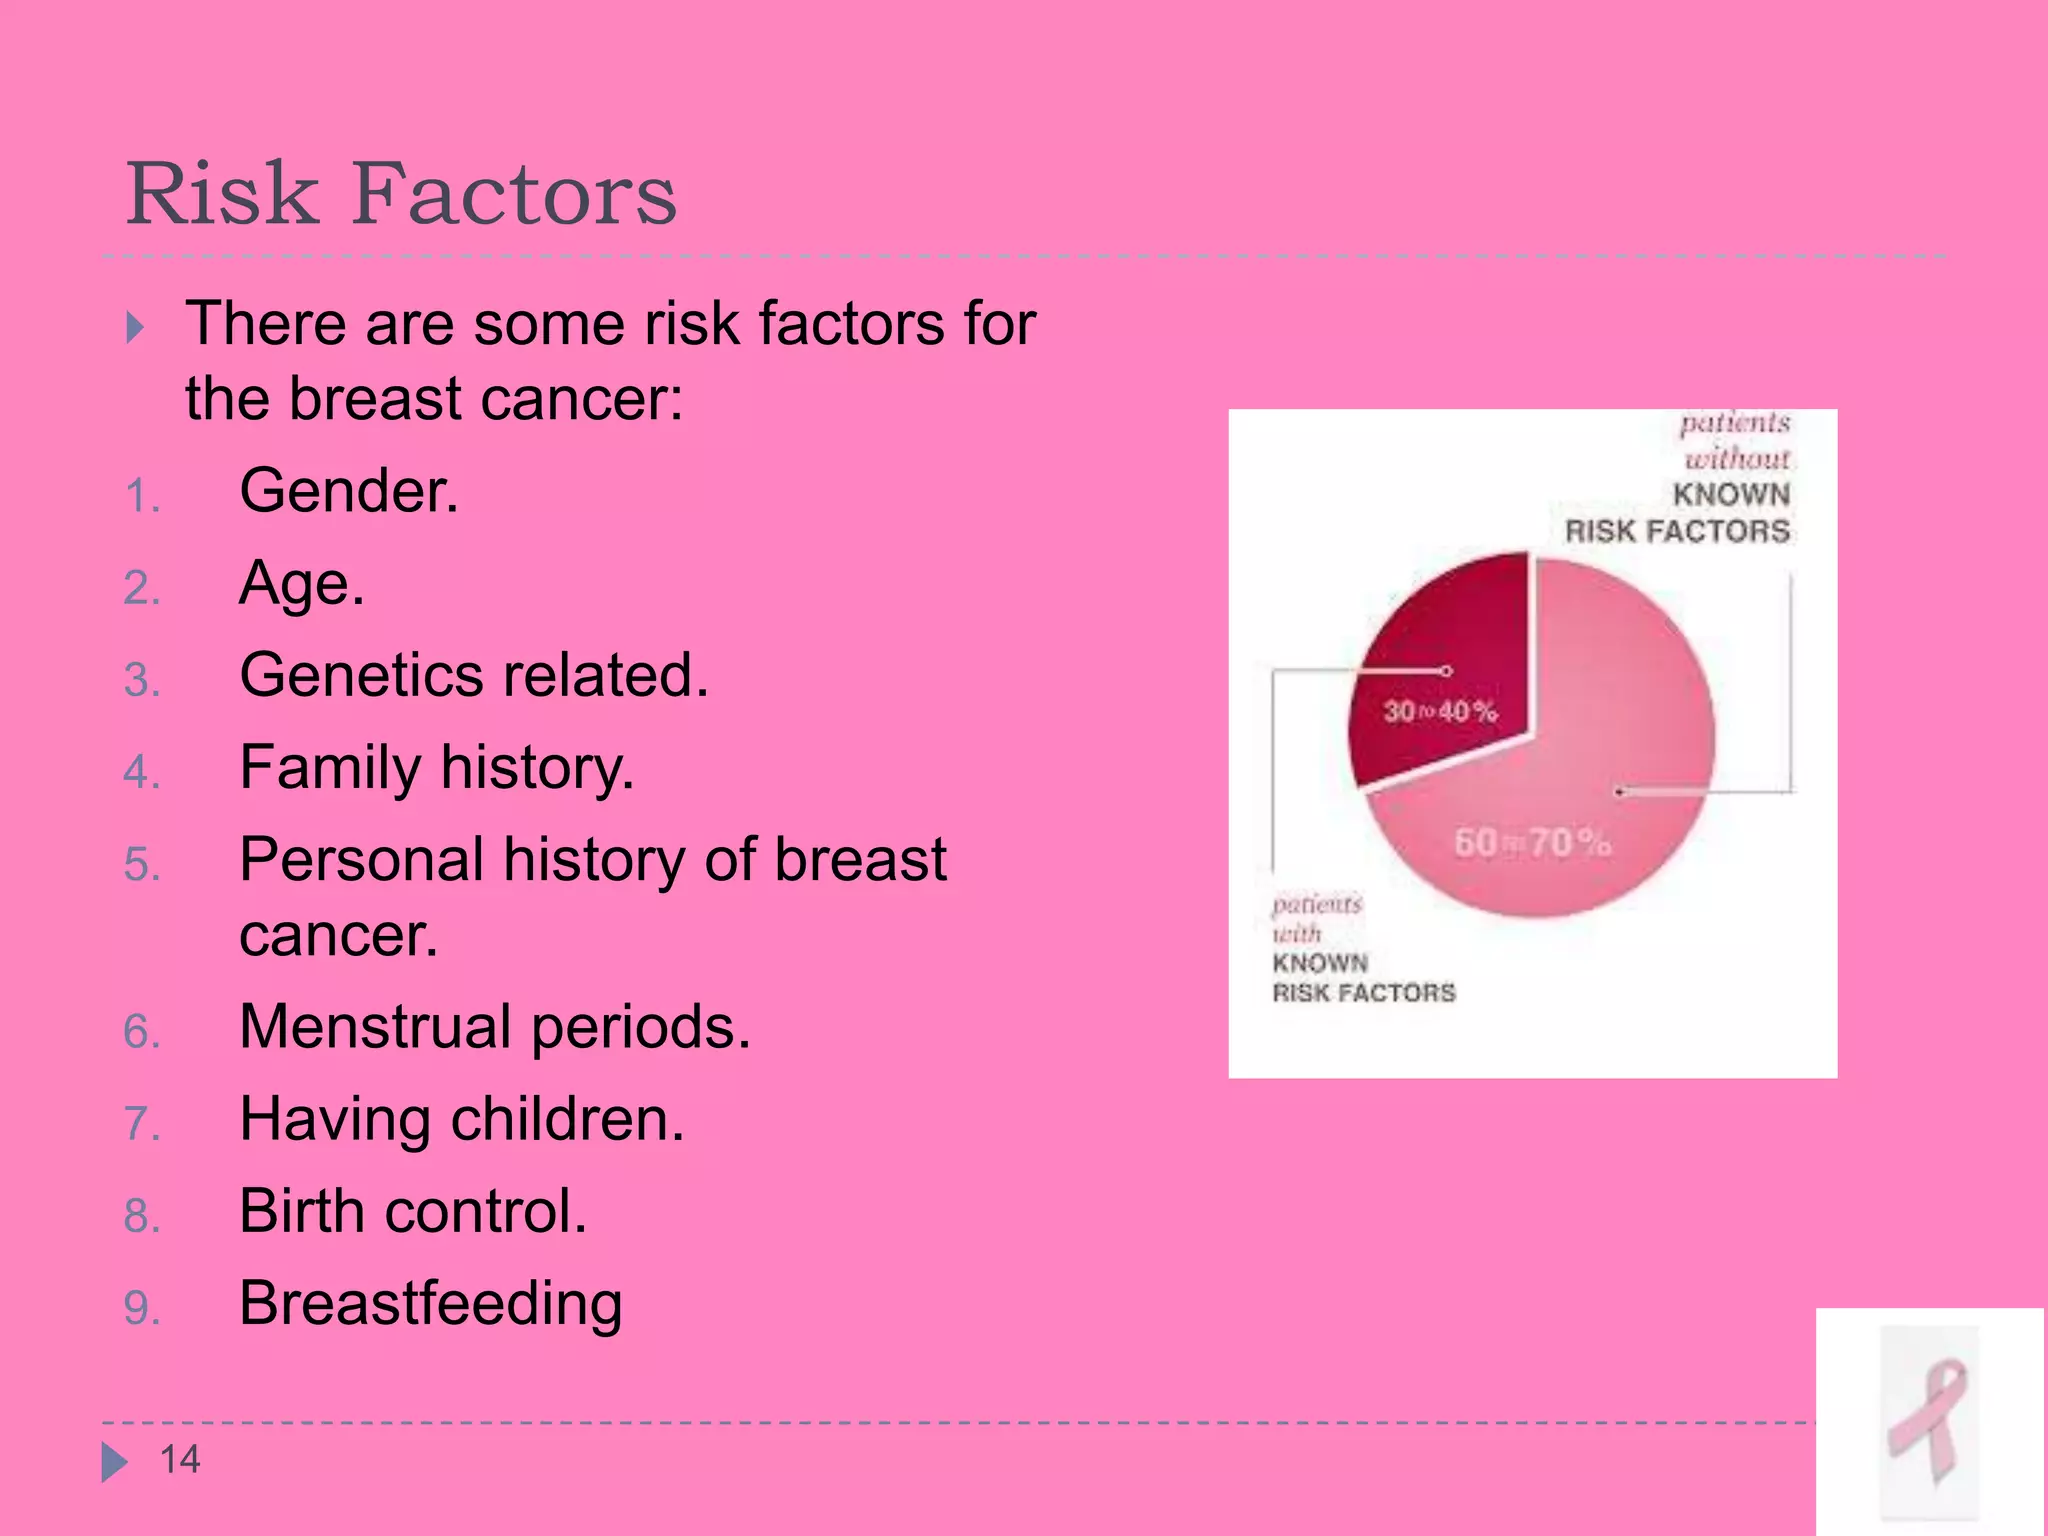 Risk Factors
There are some risk factors for
the breast cancer:
1. Gender.
2. Age.
3. Genetics related.
4. Family history.
5. Personal history of breast
cancer.
6. Menstrual periods.
7. Having children.
8. Birth control.
9. Breastfeeding
patients
without
KNOWN
RISK FACTORS
30 TO 40%
60 TO 70%
patients
with
KNOWN
RISK FACTORS
14